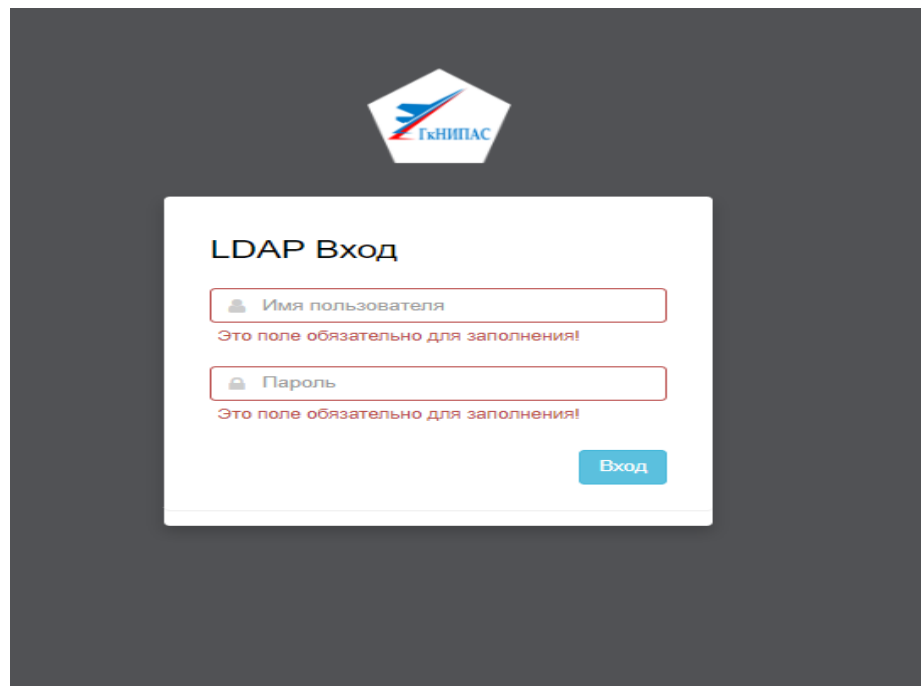 ГкНИПАС
LDAP Вход
Имя пользователя
Это поле обязательно для заполнения!
Пароль
Это поле обязательно для заполнения!
Вход